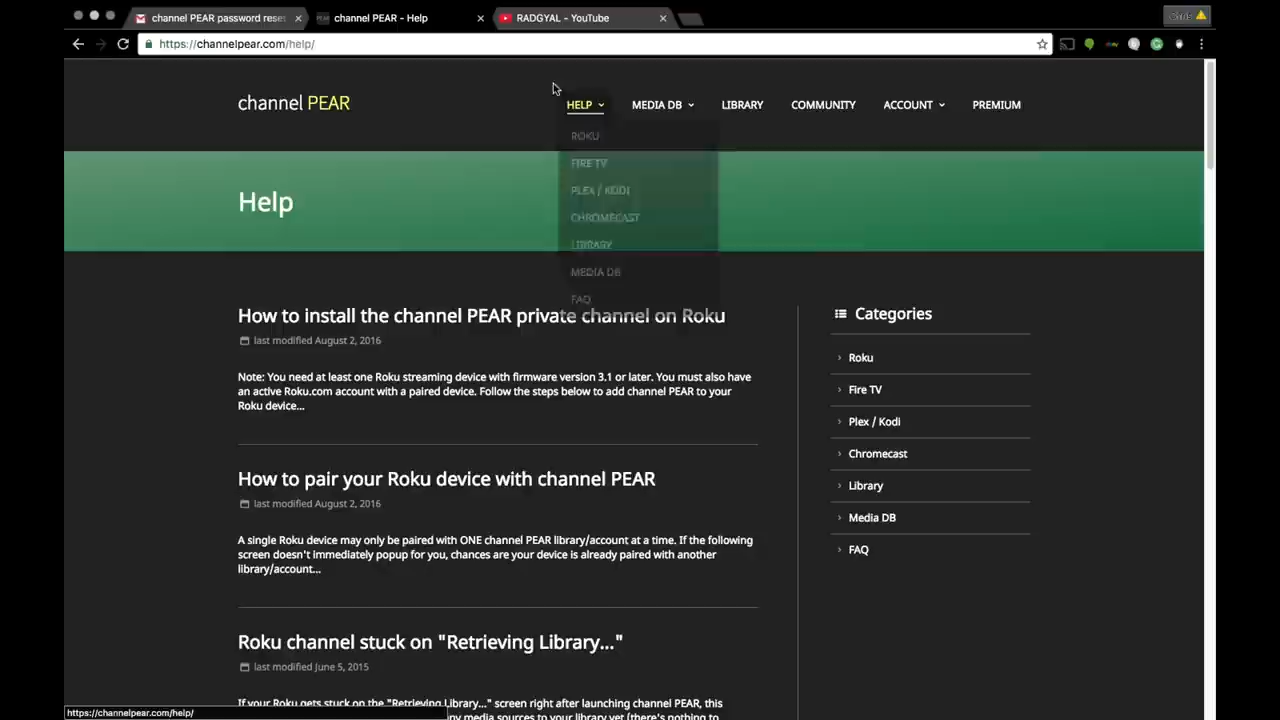 channel PEAR password reset
channel PEAR - Help
RADGYAL - YouTube
https://channelpear.com/help/
channel PEAR
HELP
MEDIA DB
LIBRARY
COMMUNITY
ACCOUNT
PREMIUM
ROKU
FIRE TV
PLEX / KODI
CHROMECAST
LIBRARY
MEDIA DB
FAQ
Help
How to install the channel PEAR private channel on Roku
last modified August 2, 2016
Note: You need at least one Roku streaming device with firmware version 3.1 or later. You must also have
an active Roku.com account with a paired device. Follow the steps below to add channel PEAR to your
Roku device...
How to pair your Roku device with channel PEAR
last modified August 2, 2016
A single Roku device may only be paired with ONE channel PEAR library/account at a time. If the following
screen doesn't immediately popup for you, chances are your device is already paired with another
library/account...
Roku channel stuck on "Retrieving Library..."
last modified June 5, 2015
If your Roku gets stuck on the "Retrieving Library..." screen right after launching channel PEAR, this
media sources to your library yet (there's nothing to
Categories
Roku
Fire TV
Plex / Kodi
Chromecast
Library
Media DB
FAQ
https://channelpear.com/help/